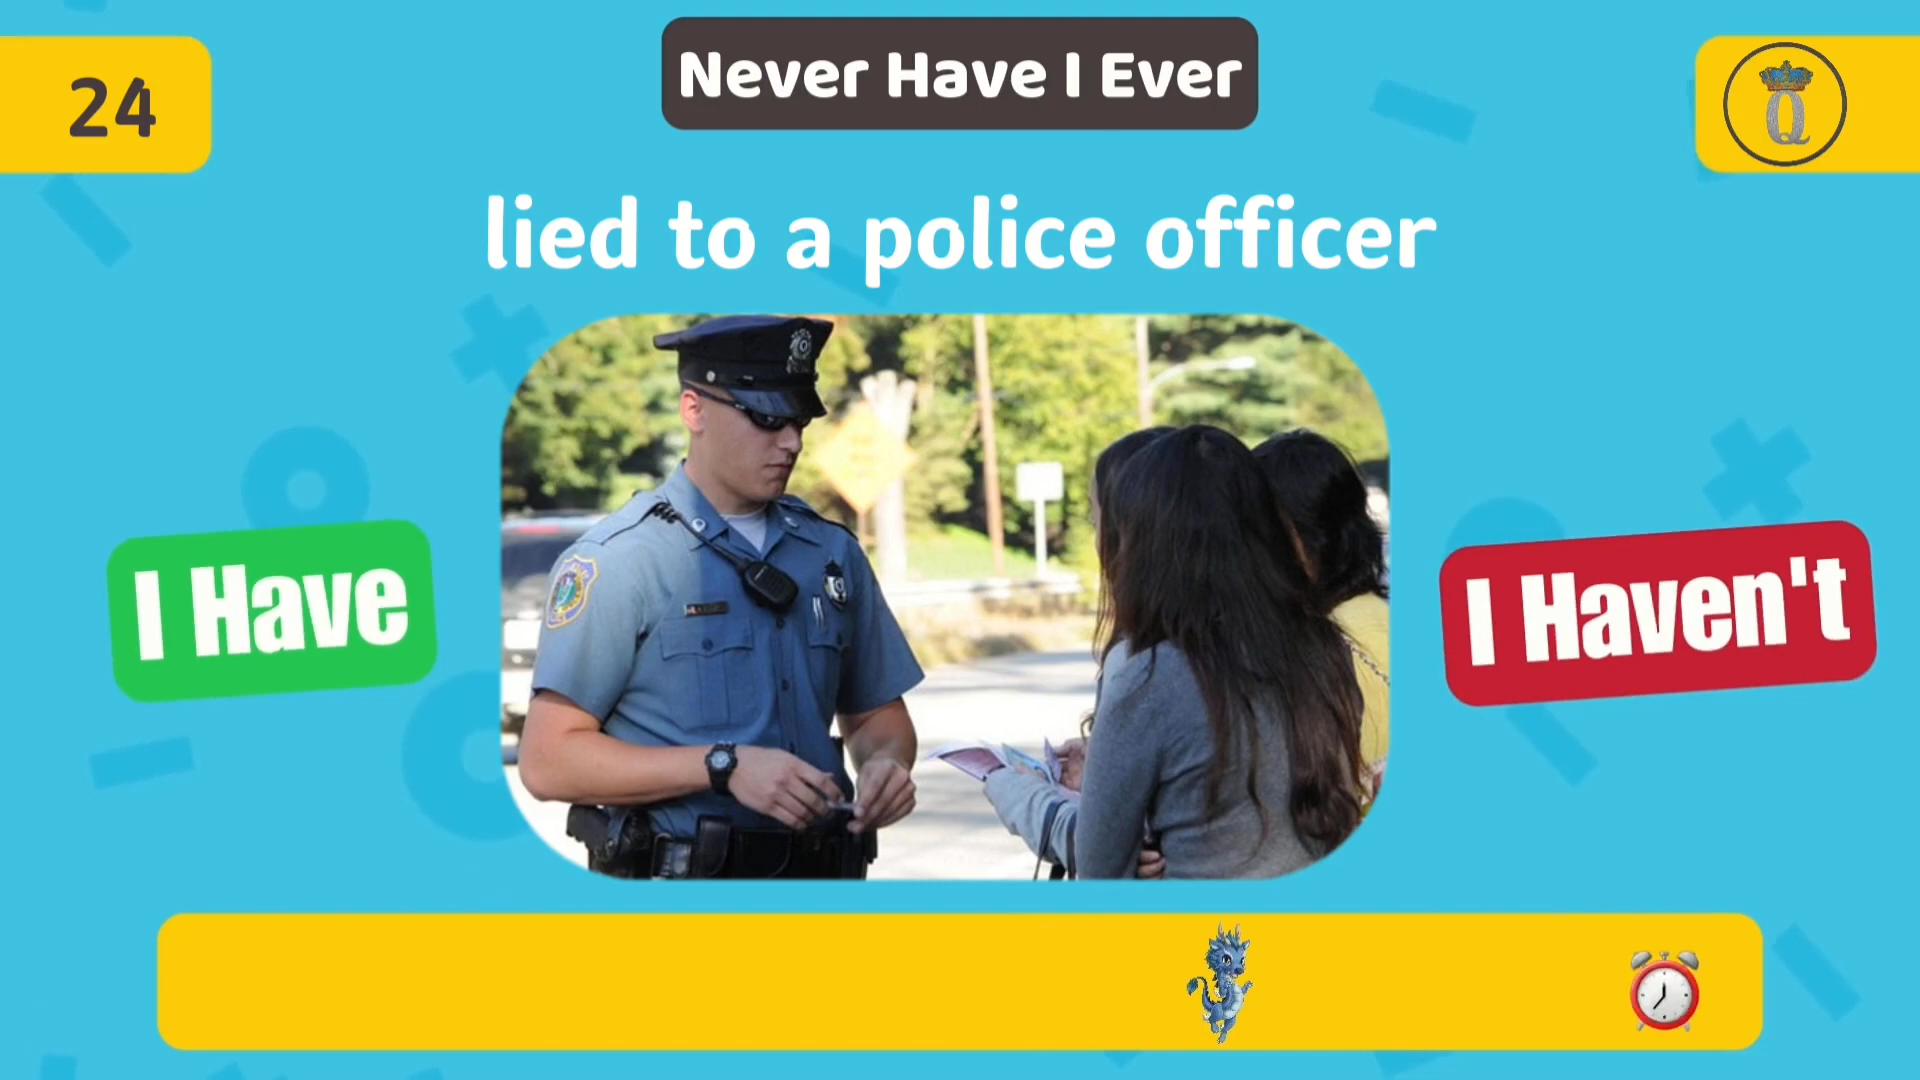 Never Have I Ever
24
Q
lied to a police officer
I Have
I Haven't